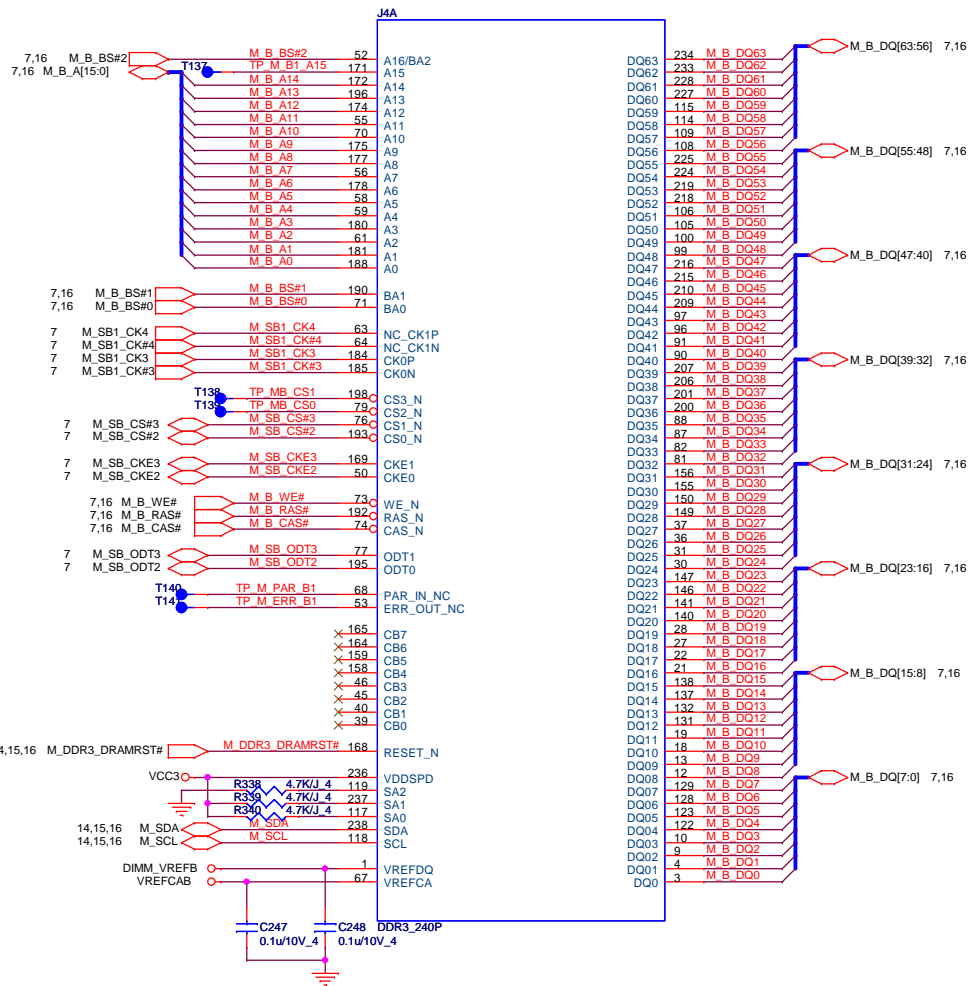 J4A
7,16 M_B_BS#2 M_B_BS#2 52 A16/BA2
7,16 M_B_A[15:0] T137 TP_M_B1_A15 171 A15
M_B_A14 172 A14
M_B_A13 196 A13
M_B_A12 174 A12
M_B_A11 55 A11
M_B_A10 70 A10
M_B_A9 175 A9
M_B_A8 177 A8
M_B_A7 56 A7
M_B_A6 178 A6
M_B_A5 58 A5
M_B_A4 59 A4
M_B_A3 180 A3
M_B_A2 61 A2
M_B_A1 181 A1
M_B_A0 188 A0
7,16 M_B_BS#1 M_B_BS#1 190 BA1
7,16 M_B_BS#0 M_B_BS#0 71 BA0
7 M_SB1_CK4 M_SB1_CK4 63 NC_CK1P
7 M_SB1_CK#4 M_SB1_CK#4 64 NC_CK1N
7 M_SB1_CK3 M_SB1_CK3 184 CK0P
7 M_SB1_CK#3 M_SB1_CK#3 185 CK0N
T138 TP_MB_CS1 198 CS3_N
T139 TP_MB_CS0 79 CS2_N
7 M_SB_CS#3 M_SB_CS#3 76 CS1_N
7 M_SB_CS#2 M_SB_CS#2 193 CS0_N
7 M_SB_CKE3 M_SB_CKE3 169 CKE1
7 M_SB_CKE2 M_SB_CKE2 50 CKE0
7,16 M_B_WE# M_B_WE# 73 WE_N
7,16 M_B_RAS# M_B_RAS# 192 RAS_N
7,16 M_B_CAS# M_B_CAS# 74 CAS_N
7 M_SB_ODT3 M_SB_ODT3 77 ODT1
7 M_SB_ODT2 M_SB_ODT2 195 ODT0
T140 TP_M_PAR_B1 68 PAR_IN_NC
T141 TP_M_ERR_B1 53 ERR_OUT_NC
165 CB7
164 CB6
159 CB5
158 CB4
46 CB3
45 CB2
40 CB1
39 CB0
4,15,16 M_DDR3_DRAMRST# M_DDR3_DRAMRST# 168 RESET_N
VCC3 236 VDDSPD
R338 4.7K/J_4 119 SA2
R339 4.7K/J_4 237 SA1
R340 4.7K/J_4 117 SA0
14,15,16 M_SDA M_SDA 238 SDA
14,15,16 M_SCL M_SCL 118 SCL
DIMM_VREFB 1 VREFDQ
VREFCAB 67 VREFCA
C247 0.1u/10V_4
C248 0.1u/10V_4
DDR3_240P
DQ63 234 M_B_DQ63 M_B_DQ[63:56] 7,16
DQ62 233 M_B_DQ62
DQ61 228 M_B_DQ61
DQ60 227 M_B_DQ60
DQ59 115 M_B_DQ59
DQ58 114 M_B_DQ58
DQ57 109 M_B_DQ57
DQ56 108 M_B_DQ56
DQ55 225 M_B_DQ55 M_B_DQ[55:48] 7,16
DQ54 224 M_B_DQ54
DQ53 219 M_B_DQ53
DQ52 218 M_B_DQ52
DQ51 106 M_B_DQ51
DQ50 105 M_B_DQ50
DQ49 100 M_B_DQ49
DQ48 99 M_B_DQ48
DQ47 216 M_B_DQ47 M_B_DQ[47:40] 7,16
DQ46 215 M_B_DQ46
DQ45 210 M_B_DQ45
DQ44 209 M_B_DQ44
DQ43 97 M_B_DQ43
DQ42 96 M_B_DQ42
DQ41 91 M_B_DQ41
DQ40 90 M_B_DQ40
DQ39 207 M_B_DQ39 M_B_DQ[39:32] 7,16
DQ38 206 M_B_DQ38
DQ37 201 M_B_DQ37
DQ36 200 M_B_DQ36
DQ35 88 M_B_DQ35
DQ34 87 M_B_DQ34
DQ33 82 M_B_DQ33
DQ32 81 M_B_DQ32
DQ31 156 M_B_DQ31 M_B_DQ[31:24] 7,16
DQ30 155 M_B_DQ30
DQ29 150 M_B_DQ29
DQ28 149 M_B_DQ28
DQ27 37 M_B_DQ27
DQ26 36 M_B_DQ26
DQ25 31 M_B_DQ25
DQ24 30 M_B_DQ24
DQ23 147 M_B_DQ23 M_B_DQ[23:16] 7,16
DQ22 146 M_B_DQ22
DQ21 141 M_B_DQ21
DQ20 140 M_B_DQ20
DQ19 28 M_B_DQ19
DQ18 27 M_B_DQ18
DQ17 22 M_B_DQ17
DQ16 21 M_B_DQ16
DQ15 138 M_B_DQ15 M_B_DQ[15:8] 7,16
DQ14 137 M_B_DQ14
DQ13 132 M_B_DQ13
DQ12 131 M_B_DQ12
DQ11 19 M_B_DQ11
DQ10 18 M_B_DQ10
DQ09 13 M_B_DQ9
DQ08 12 M_B_DQ8
DQ07 129 M_B_DQ7 M_B_DQ[7:0] 7,16
DQ06 128 M_B_DQ6
DQ05 123 M_B_DQ5
DQ04 122 M_B_DQ4
DQ03 10 M_B_DQ3
DQ02 9 M_B_DQ2
DQ01 4 M_B_DQ1
DQ0 3 M_B_DQ0